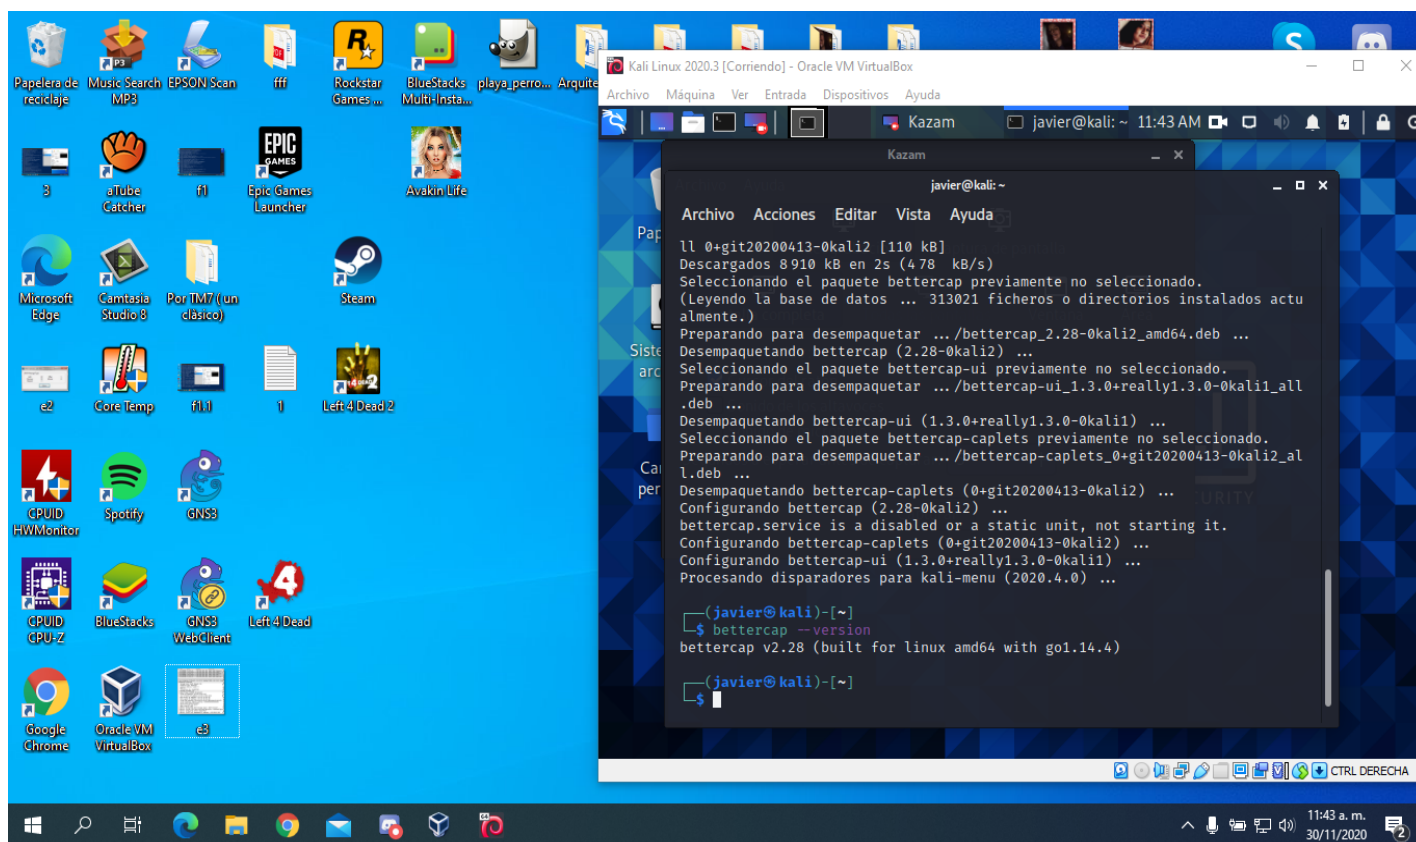 Papelera de reciclaje
Music Search MP3
EPSON Scan
fff
Rockstar Games ...
BlueStacks Multi-Insta...
playa_perro...
Arquite
3
aTube Catcher
f1
Epic Games Launcher
Avakin Life
Microsoft Edge
Camtasia Studio 8
Por TM7 ( un clásico)
Steam
e2
Core Temp
f1.1
1
Left 4 Dead 2
CPUID HWMonitor
Spotify
GNS3
CPUID CPU-Z
BlueStacks
GNS3 WebClient
Left 4 Dead
Google Chrome
Oracle VM VirtualBox
e3
Kali Linux 2020.3 [Corriendo] - Oracle VM VirtualBox
Archivo Máquina Ver Entrada Dispositivos Ayuda
Kazam
javier@kali: ~
11:43 AM
Kazam
javier@kali: ~
Archivo Acciones Editar Vista Ayuda
ll 0+git20200413-0kali2 [110 kB]
Descargados 8910 kB en 2s (478 kB/s)
Seleccionando el paquete bettercap previamente no seleccionado.
(Leyendo la base de datos ... 313021 ficheros o directorios instalados actu
almente.)
Preparando para desempaquetar .../bettercap_2.28-0kali2_amd64.deb ...
Desempaquetando bettercap (2.28-0kali2) ...
Seleccionando el paquete bettercap-ui previamente no seleccionado.
Preparando para desempaquetar .../bettercap-ui_1.3.0+really1.3.0-0kali1_all
.deb ...
Desempaquetando bettercap-ui (1.3.0+really1.3.0-0kali1) ...
Seleccionando el paquete bettercap-caplets previamente no seleccionado.
Preparando para desempaquetar .../bettercap-caplets_0+git20200413-0kali2_al
l.deb ...
Desempaquetando bettercap-caplets (0+git20200413-0kali2) ...
Configurando bettercap (2.28-0kali2) ...
bettercap.service is a disabled or a static unit, not starting it.
Configurando bettercap-caplets (0+git20200413-0kali2) ...
Configurando bettercap-ui (1.3.0+really1.3.0-0kali1) ...
Procesando disparadores para kali-menu (2020.4.0) ...
(javier㉿kali)-[~]
$ bettercap --version
bettercap v2.28 (built for linux amd64 with go1.14.4)
(javier㉿kali)-[~]
$
Pap
Siste
arc
Car
per
CTRL DERECHA
11:43 a. m.
30/11/2020
2